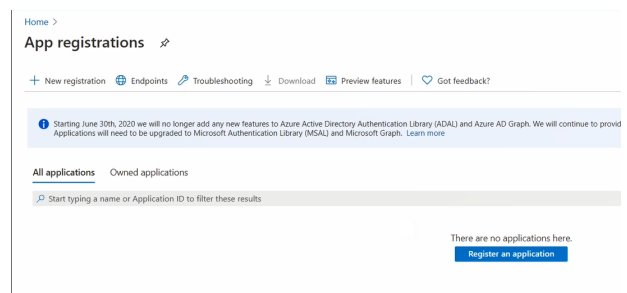 Home >
App registrations
New registration Endpoints Troubleshooting Download Preview features Got feedback?
Starting June 30th, 2020 we will no longer add any new features to Azure Active Directory Authentication Library (ADAL) and Azure AD Graph. We will continue to provid
Applications will need to be upgraded to Microsoft Authentication Library (MSAL) and Microsoft Graph. Learn more
All applications Owned applications
Start typing a name or Application ID to filter these results
There are no applications here.
Register an application